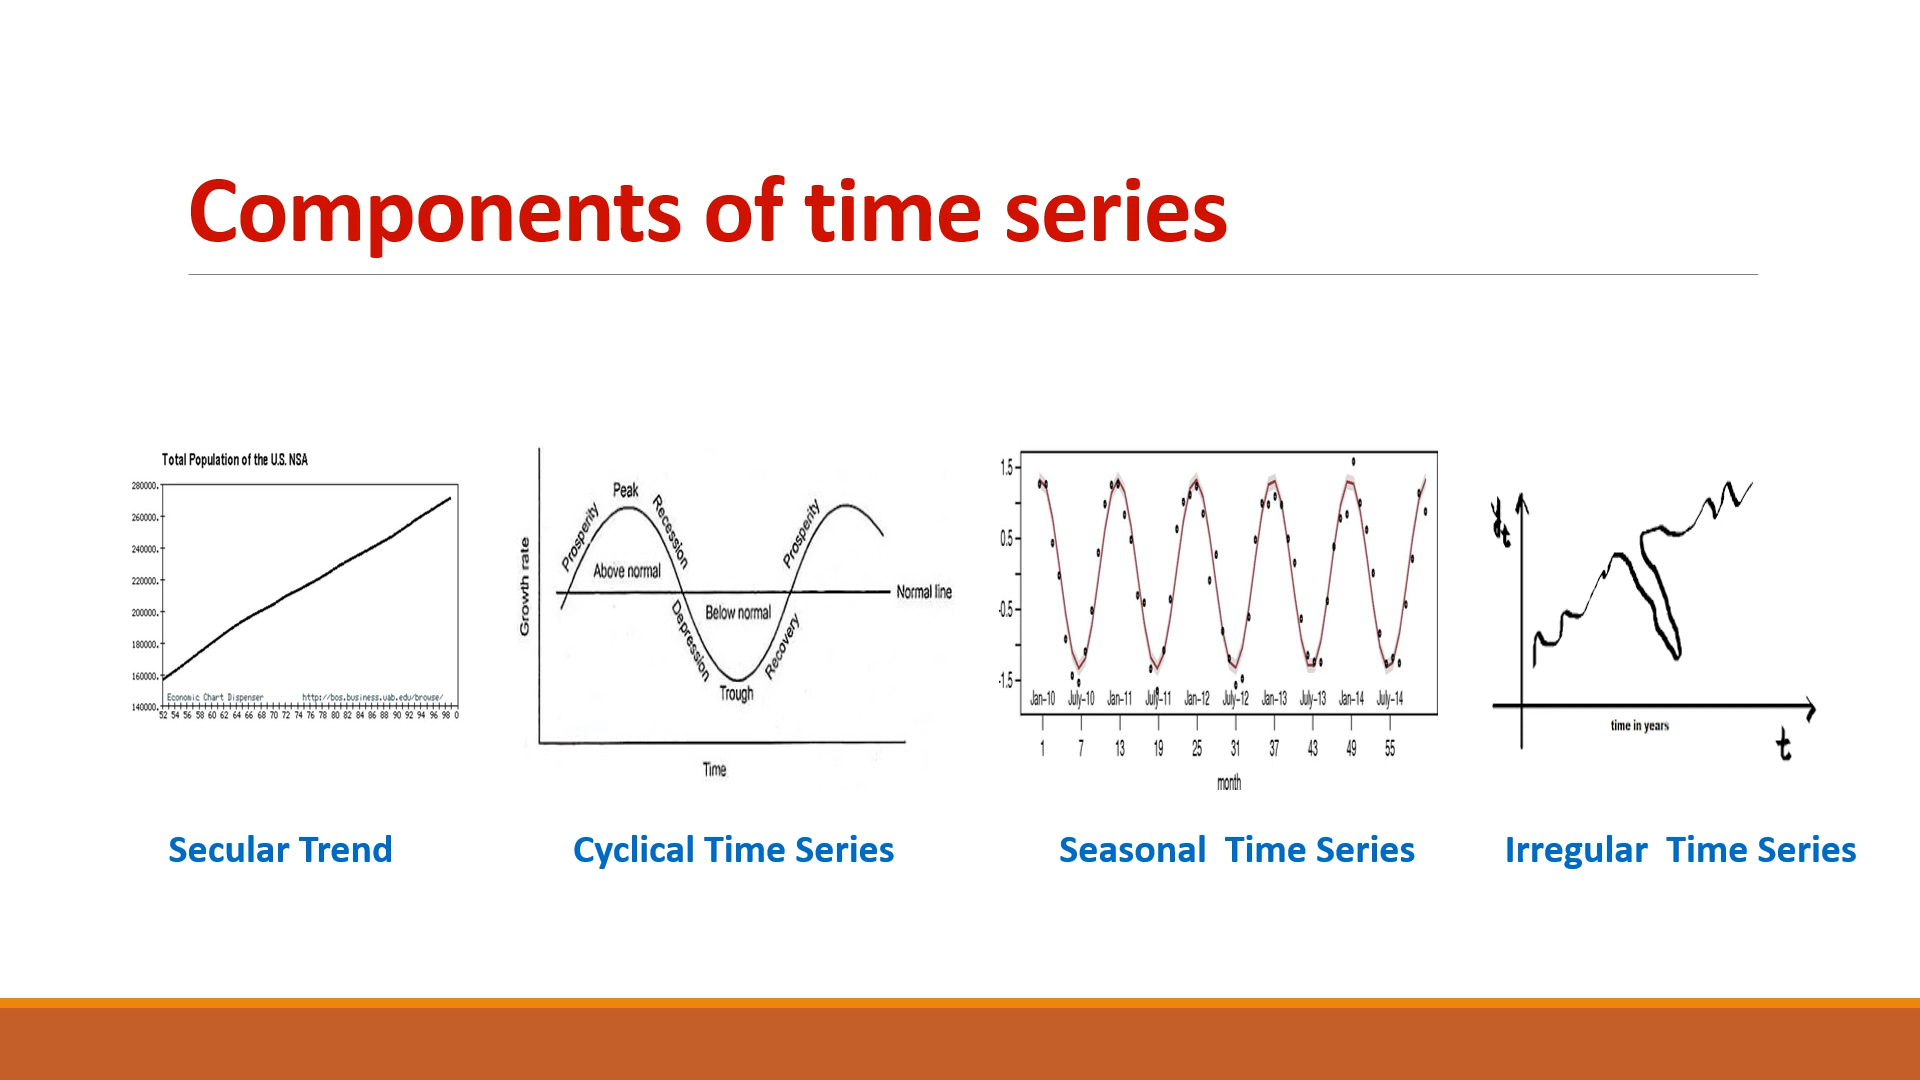 Components of time series
Total Population of the U.S. NSA
280000.
260000.
240000.
220000.
200000.
180000.
160000.
140000.
Economic Chart Dispenser http://bos.business.uab.edu/browse/
52 54 56 58 60 62 64 66 68 70 72 74 76 78 80 82 84 86 88 90 92 94 96 98 0
Growth rate
Prosperity
Peak
Recession
Above normal
Normal line
Depression
Below normal
Trough
Recovery
Prosperity
Time
1.5
0.5
-0.5
-1.5
Jan-10 July-10 Jan-11 July-11 Jan-12 July-12 Jan-13 July-13 Jan-14 July-14
1 7 13 19 25 31 37 43 49 55
month
time in years
t
Secular Trend
Cyclical Time Series
Seasonal Time Series
Irregular Time Series